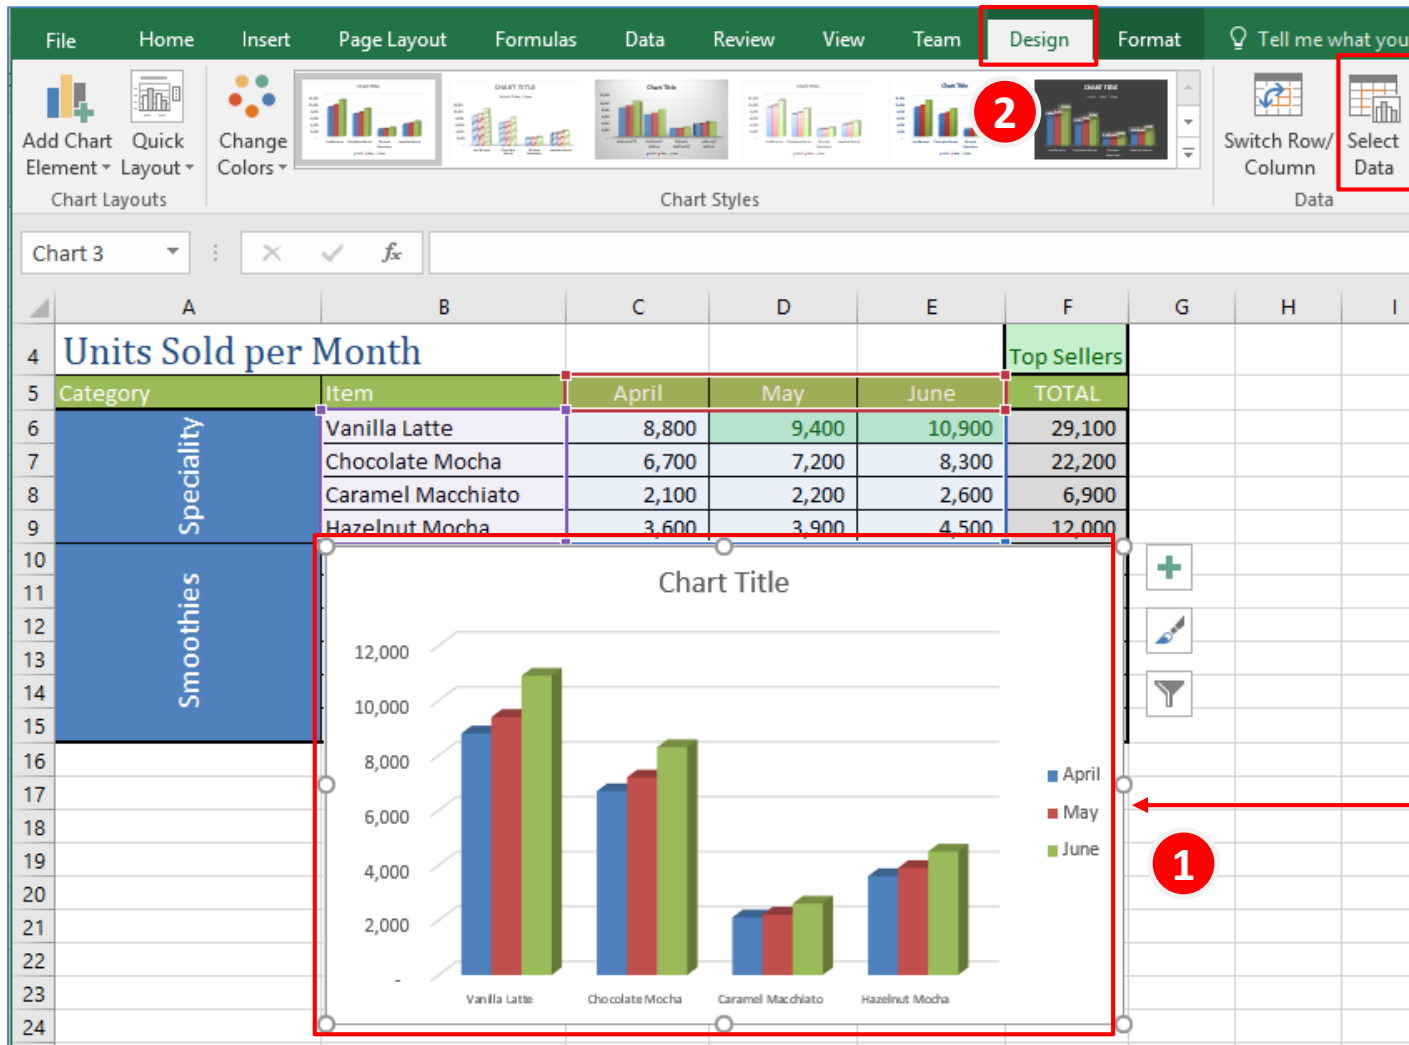 File Home Insert Page Layout Formulas Data Review View Team Design Format Tell me what you
2
Add Chart Element Quick Layout Change Colors Switch Row/ Column Select Data
Chart Layouts Chart Styles Data
Chart 3 fx
A B C D E F G H I
4 Units Sold per Month Top Sellers
5 Category Item April May June TOTAL
6 Speciality Vanilla Latte 8,800 9,400 10,900 29,100
7 Chocolate Mocha 6,700 7,200 8,300 22,200
8 Caramel Macchiato 2,100 2,200 2,600 6,900
9 Hazelnut Mocha 3,600 3,900 4,500 12,000
10
11
12 Smoothies
13
14
15
16
17
18
19
20
21
22
23
24
Chart Title
12,000
10,000
8,000
6,000
4,000
2,000
-
April
May
June
1
Vanilla Latte Chocolate Mocha Caramel Macchiato Hazelnut Mocha